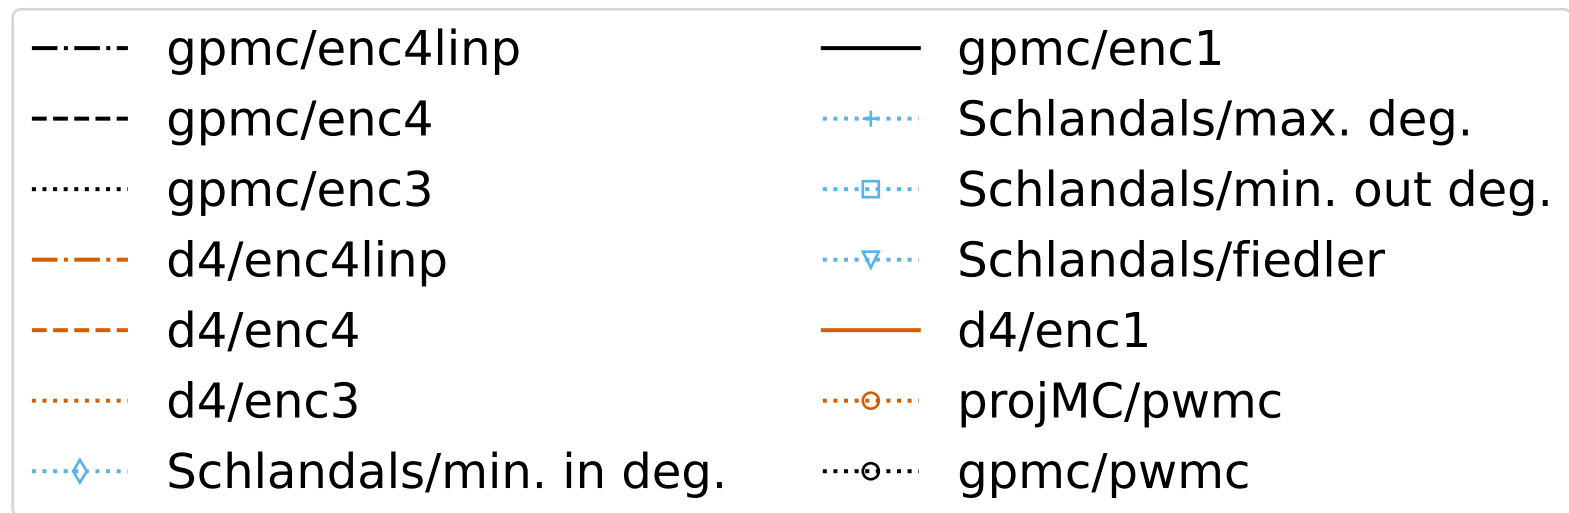 gpmc/enc4linp
gpmc/enc4
gpmc/enc3
d4/enc4linp
d4/enc4
d4/enc3
Schlandals/min. in deg.
gpmc/enc1
Schlandals/max. deg.
Schlandals/min. out deg.
Schlandals/fiedler
d4/enc1
projMC/pwmc
gpmc/pwmc